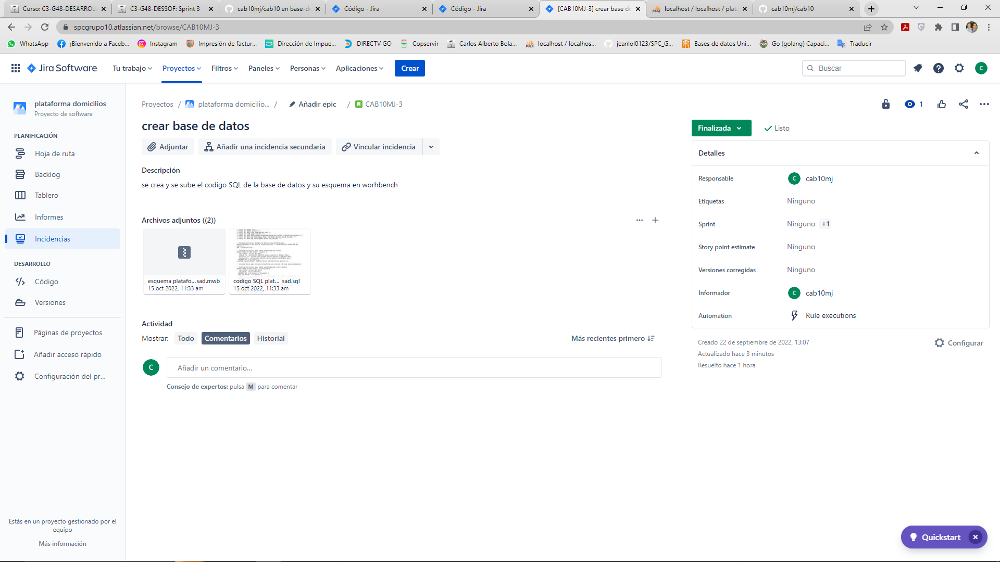 Curso: C3-G48-DESARROLL
C3-G48-DESSOF: Sprint 3
cab10mj/cab10 en base-de
Código - Jira
Código - Jira
[CAB10MJ-3] crear base de
localhost / localhost / plata
cab10mj/cab10
spcgrupo10.atlassian.net/browse/CAB10MJ-3
WhatsApp
¡Bienvenido a Faceb...
Instagram
Impresión de factur...
Dirección de Impue...
DIRECTV GO
Copservir
Carlos Alberto Bola...
localhost / localhos...
jeanlol0123/SPC_G...
Bases de datos Uni...
Go (golang) Capaci...
Traducir
Jira Software
Tu trabajo
Proyectos
Filtros
Paneles
Personas
Aplicaciones
Crear
Buscar
C
plataforma domicilios
Proyecto de software
PLANIFICACIÓN
Hoja de ruta
Backlog
Tablero
Informes
Incidencias
DESARROLLO
Código
Versiones
Páginas de proyectos
Añadir acceso rápido
Configuración del pr...
Estás en un proyecto gestionado por el
equipo
Más información
Proyectos / plataforma domicilio... / Añadir epic / CAB10MJ-3
1
crear base de datos
Adjuntar
Añadir una incidencia secundaria
Vincular incidencia
Descripción
se crea y se sube el codigo SQL de la base de datos y su esquema en worhbench
Archivos adjuntos ((2))
esquema platafo...sad.mwb
15 oct 2022, 11:33 am
codigo SQL plat... sad.sql
15 oct 2022, 11:33 am
Actividad
Mostrar: Todo Comentarios Historial
Más recientes primero
C
Añadir un comentario...
Consejo de expertos: pulsa M para comentar
Finalizada
Listo
Detalles
Responsable
C cab10mj
Etiquetas
Ninguno
Sprint
Ninguno +1
Story point estimate
Ninguno
Versiones corregidas
Ninguno
Informador
C cab10mj
Automation
Rule executions
Creado 22 de septiembre de 2022, 13:07
Actualizado hace 3 minutos
Resuelto hace 1 hora
Configurar
Quickstart